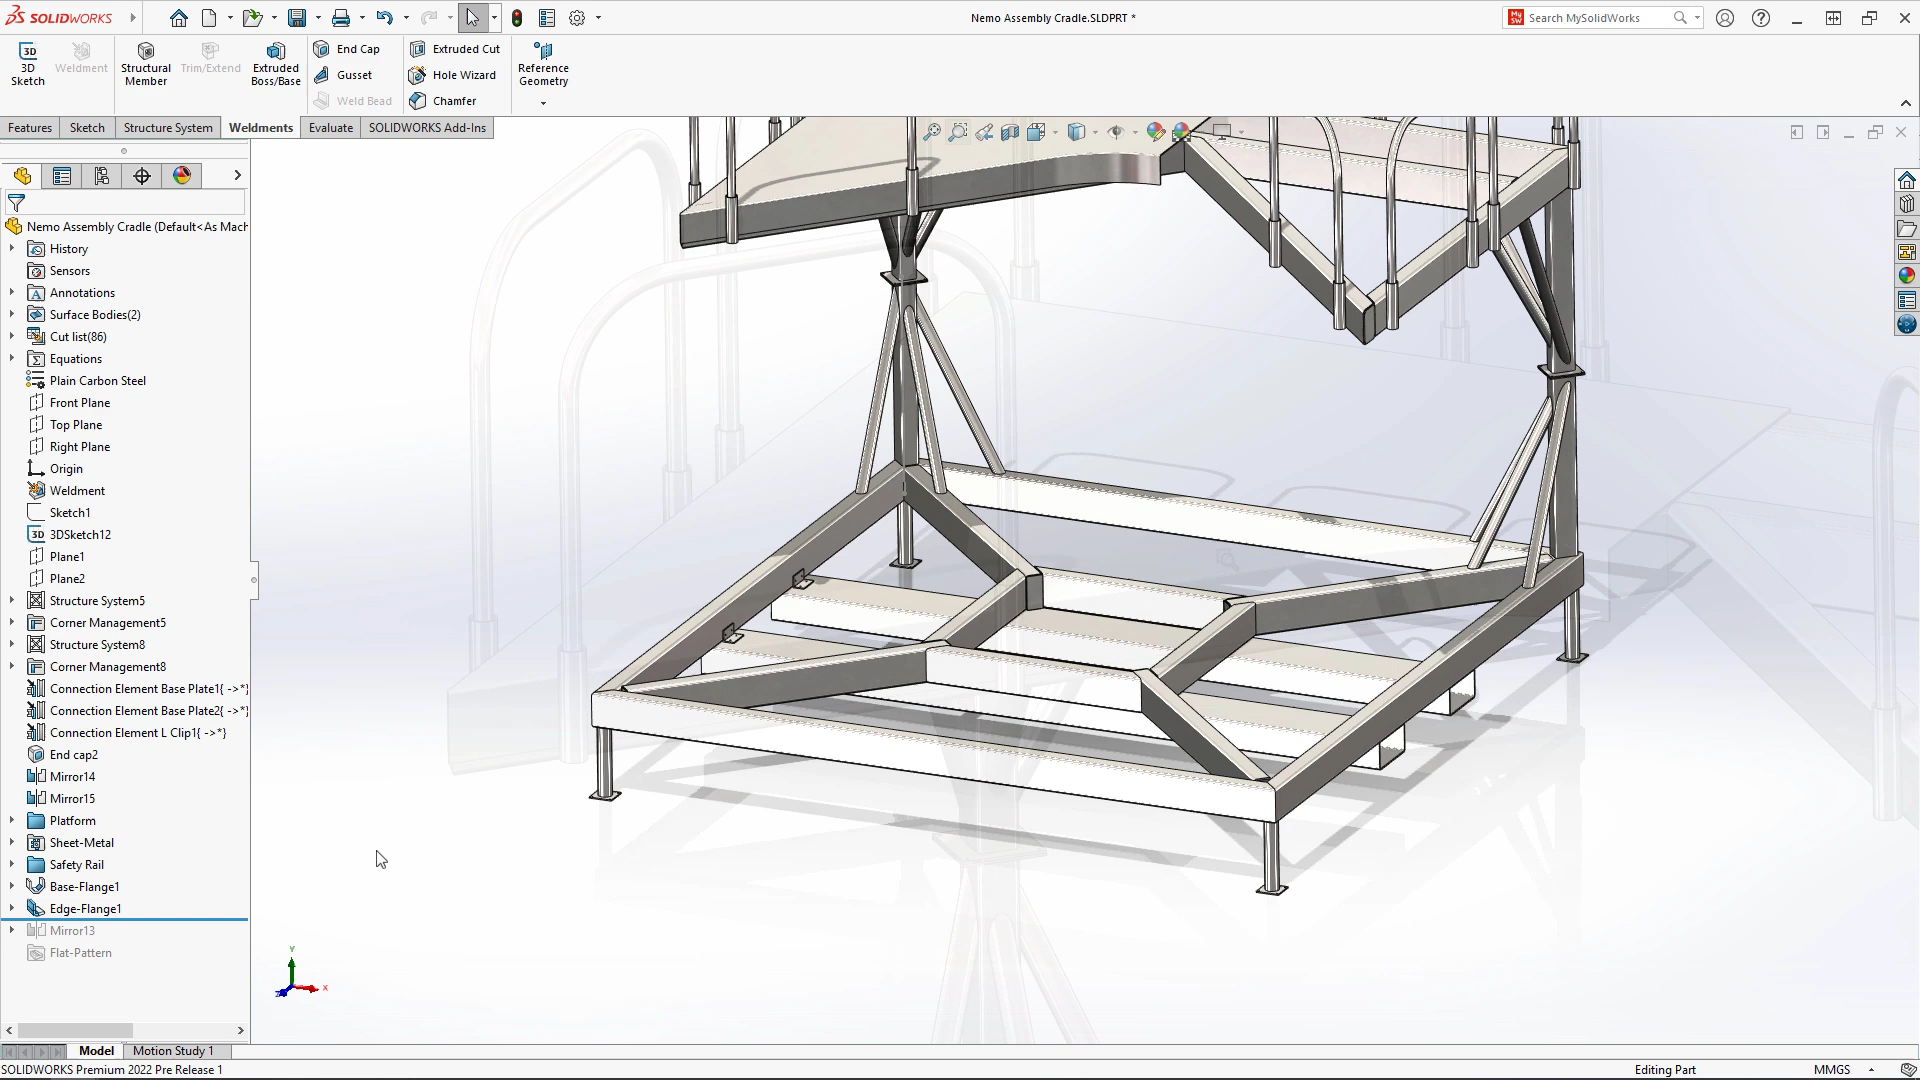 SOLIDWORKS
Nemo Assembly Cradle.SLDPRT *
MySW
Search MySolidWorks
3D
3D
Sketch
Weldment
Structural
Member
Trim/Extend
Extruded
Boss/Base
End Cap
Gusset
Weld Bead
Extruded Cut
Hole Wizard
Chamfer
Reference
Geometry
Features
Sketch
Structure System
Weldments
Evaluate
SOLIDWORKS Add-Ins
Nemo Assembly Cradle (Default<As Mach
History
Sensors
A
Annotations
Surface Bodies(2)
Cut list(86)
Σ
Equations
Plain Carbon Steel
Front Plane
Top Plane
Right Plane
Origin
Weldment
Sketch1
3D
3DSketch12
Plane1
Plane2
Structure System5
Corner Management5
Structure System8
Corner Management8
Connection Element Base Plate1{ ->*}
Connection Element Base Plate2{ ->*}
Connection Element L Clip1{ ->*}
End cap2
Mirror14
Mirror15
Platform
Sheet-Metal
Safety Rail
Base-Flange1
Edge-Flange1
Mirror13
Flat-Pattern
Y
X
Z
Model
Motion Study 1
SOLIDWORKS Premium 2022 Pre Release 1
Editing Part
MMGS